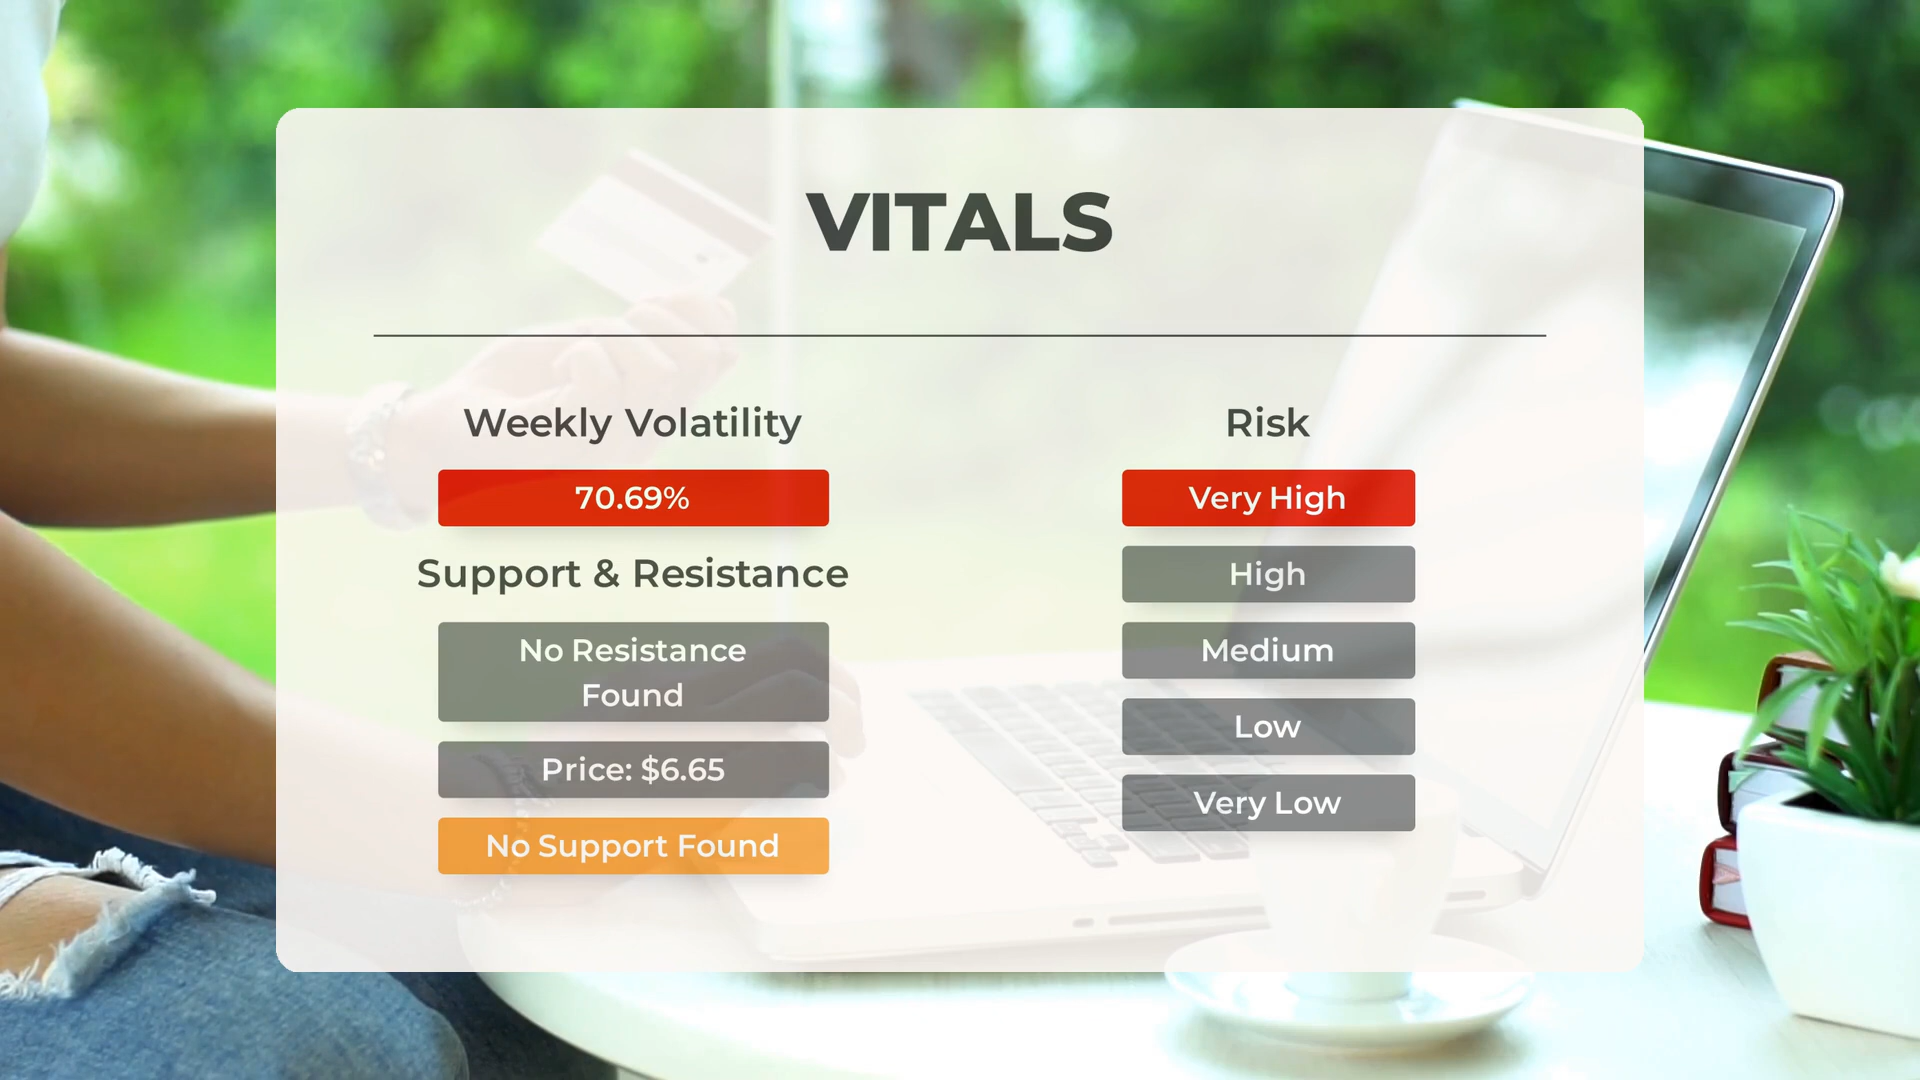 VITALS
Weekly Volatility
70.69%
Support & Resistance
No Resistance
Found
Price: $6.65
No Support Found
Risk
Very High
High
Medium
Low
Very Low